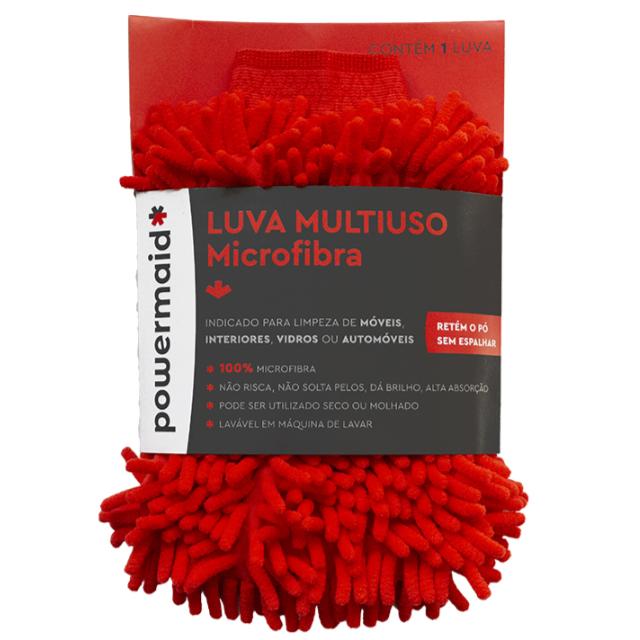 CONTÉM 1 LUVA
powermaid*
LUVA MULTIUSO
Microfibra
INDICADO PARA LIMPEZA DE MÓVEIS,
INTERIORES, VIDROS OU AUTOMÓVEIS
RETÉM O PÓ
SEM ESPALHAR
* 100% MICROFIBRA
* NÃO RISCA, NÃO SOLTA PELOS, DÁ BRILHO, ALTA ABSORÇÃO
* PODE SER UTILIZADO SECO OU MOLHADO
* LAVÁVEL EM MÁQUINA DE LAVAR